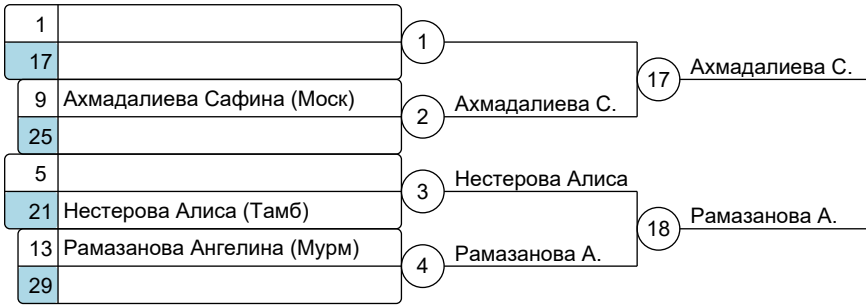 1
1
17
17
Ахмадалиева С.
9 Ахмадалиева Сафина (Моск)
2
Ахмадалиева С.
25
5
3
Нестерова Алиса
21 Нестерова Алиса (Тамб)
18
Рамазанова А.
13 Рамазанова Ангелина (Мурм)
4
Рамазанова А.
29